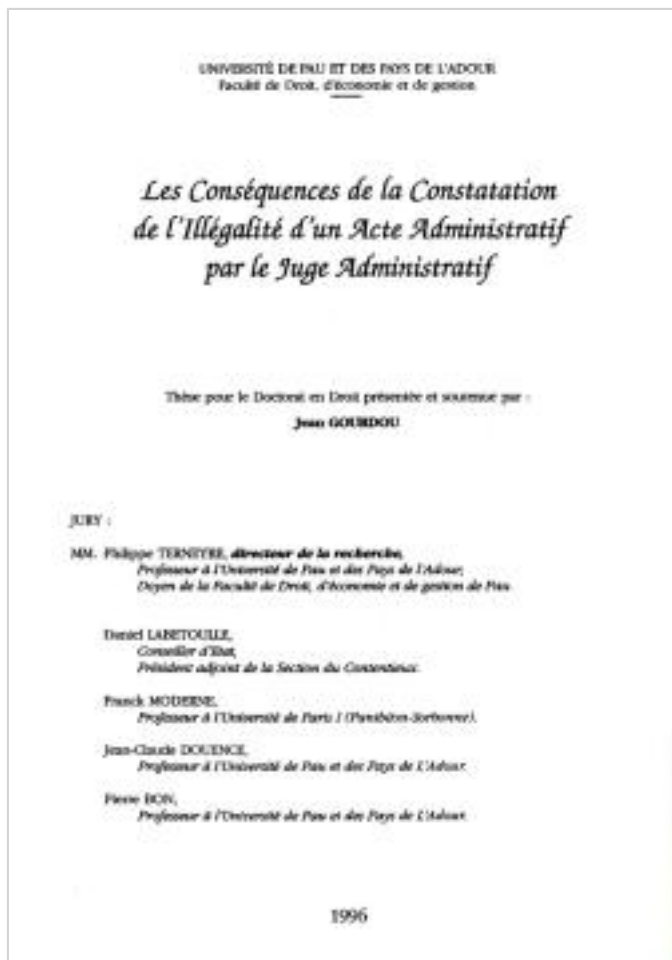 UNIVERSITÉ DE PAU ET DES PAYS DE L'ADOUR
Faculté de Droit, d'économie et de gestion
Les Conséquences de la Constatation
de l'Illégalité d'un Acte Administratif
par le Juge Administratif
Thèse pour le Doctorat en Droit présentée et soutenue par :
Jean GOURDOU
JURY :
MM. Philippe TERNEYRE, directeur de la recherche,
Professeur à l'Université de Pau et des Pays de l'Adour,
Doyen de la Faculté de Droit, d'économie et de gestion de Pau.
Daniel LABETOULLE,
Conseiller d'Etat,
Président adjoint de la Section du Contentieux.
Franck MODERNE,
Professeur à l'Université de Paris I (Panthéon-Sorbonne).
Jean-Claude DOUENCE,
Professeur à l'Université de Pau et des Pays de L'Adour.
Pierre BON,
Professeur à l'Université de Pau et des Pays de L'Adour.
1996